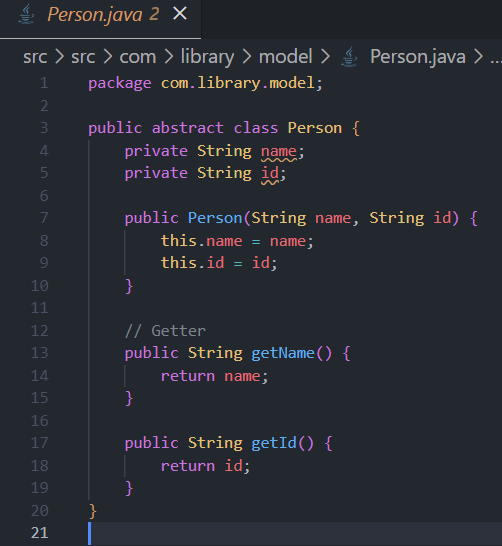 Person.java 2 ×
src > src > com > library > model > Person.java > ...
1 package com.library.model;
2
3 public abstract class Person {
4     private String name;
5     private String id;
6
7     public Person(String name, String id) {
8         this.name = name;
9         this.id = id;
10     }
11
12     // Getter
13     public String getName() {
14         return name;
15     }
16
17     public String getId() {
18         return id;
19     }
20 }
21